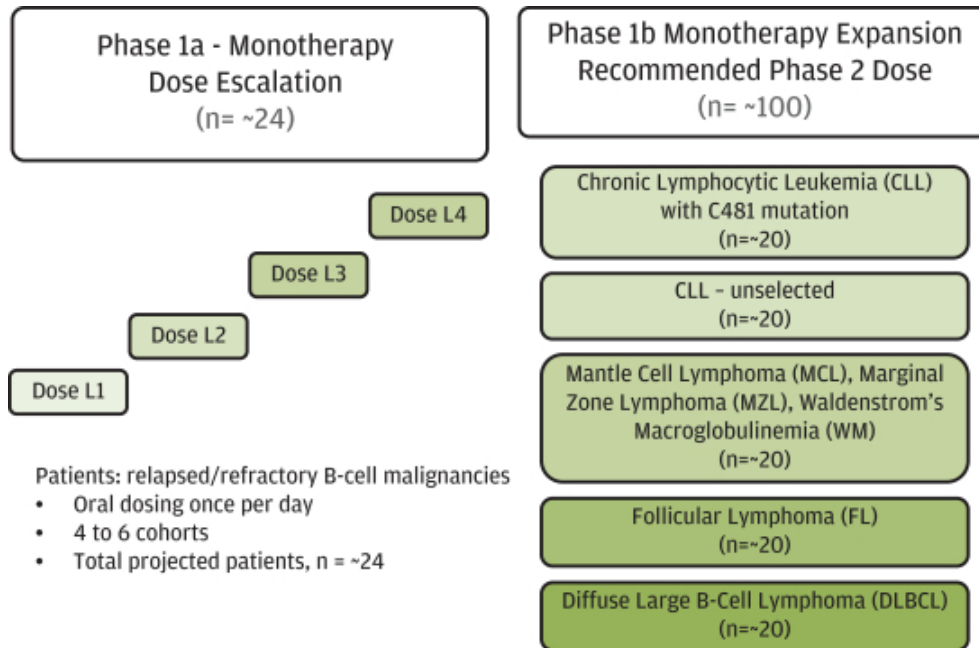 Phase 1a - Monotherapy
Dose Escalation
(n= ~24)
Dose L4
Dose L3
Dose L2
Dose L1
Patients: relapsed/refractory B-cell malignancies
• Oral dosing once per day
• 4 to 6 cohorts
• Total projected patients, n = ~24
Phase 1b Monotherapy Expansion
Recommended Phase 2 Dose
(n= ~100)
Chronic Lymphocytic Leukemia (CLL)
with C481 mutation
(n=~20)
CLL – unselected
(n=~20)
Mantle Cell Lymphoma (MCL), Marginal
Zone Lymphoma (MZL), Waldenstrom’s
Macroglobulinemia (WM)
(n=~20)
Follicular Lymphoma (FL)
(n=~20)
Diffuse Large B-Cell Lymphoma (DLBCL)
(n=~20)